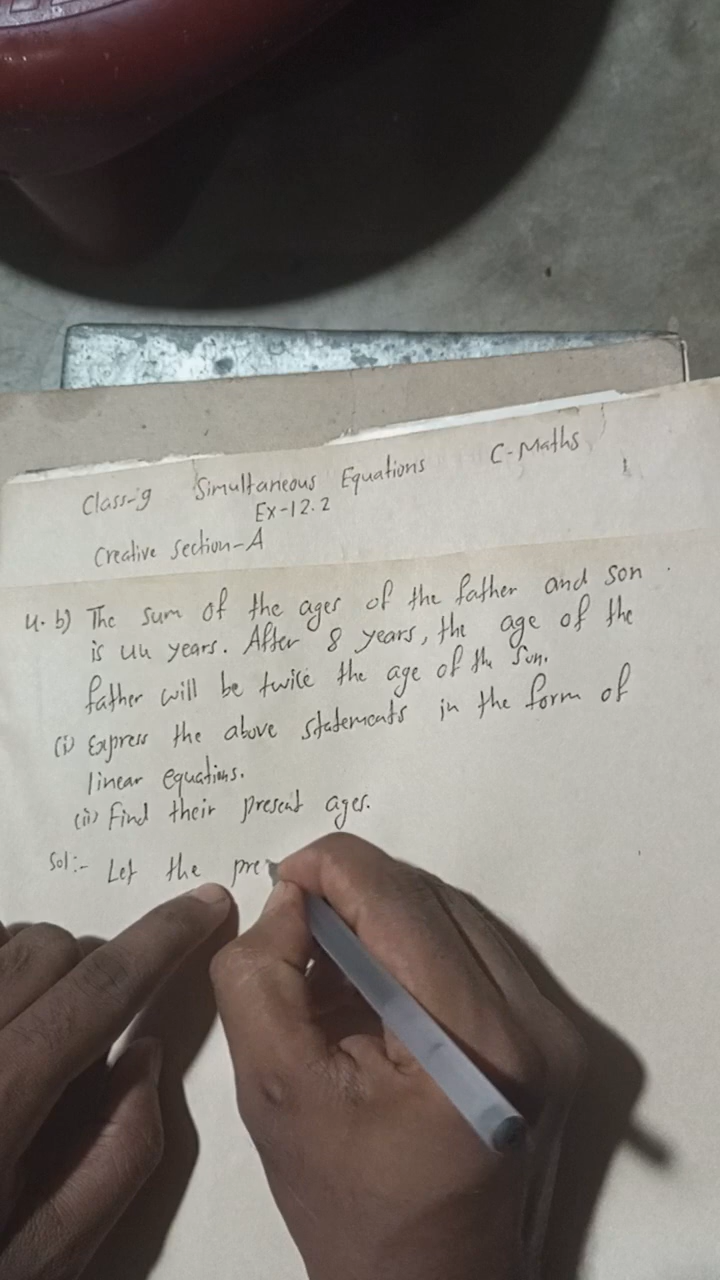 Class-9 Simultaneous Equations C-Maths
Ex-12.2
Creative Section-A
4. b) The sum of the ages of the father and son
is 44 years. After 8 years, the age of the
father will be twice the age of the son.
(i) Express the above statements in the form of
linear equations.
(ii) Find their present ages.
Sol:- Let the pre